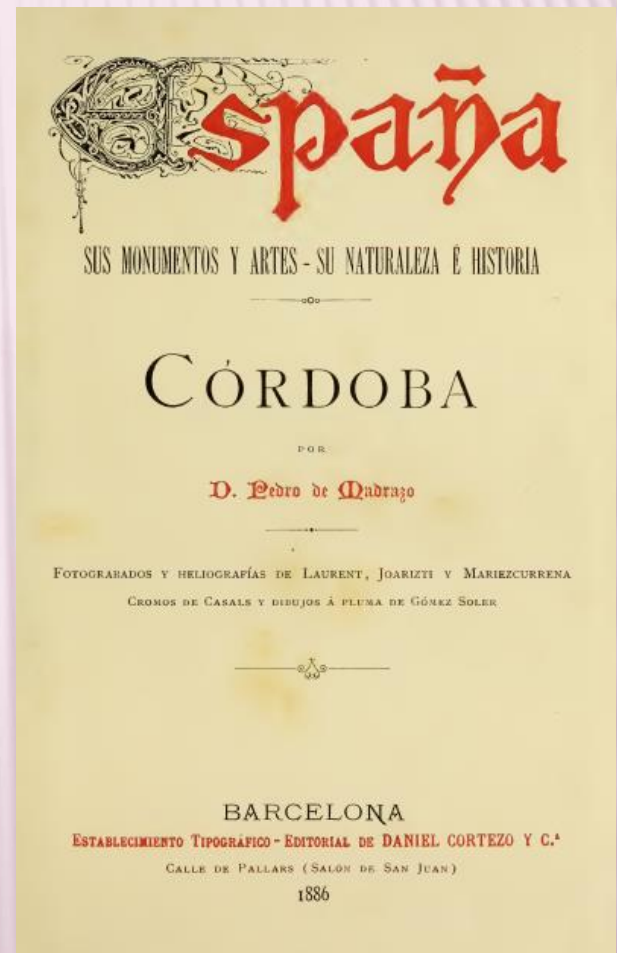 España
SUS MONUMENTOS Y ARTES - SU NATURALEZA É HISTORIA
CÓRDOBA
POR
D. Pedro de Madrazo
FOTOGRABADOS Y HELIOGRAFÍAS DE LAURENT, JOARIZTI Y MARIEZCURRENA
CROMOS DE CASALS Y DIBUJOS Á PLUMA DE GÓMEZ SOLER
BARCELONA
ESTABLECIMIENTO TIPOGRÁFICO - EDITORIAL DE DANIEL CORTEZO Y C.ª
CALLE DE PALLARS (SALÓN DE SAN JUAN)
1886